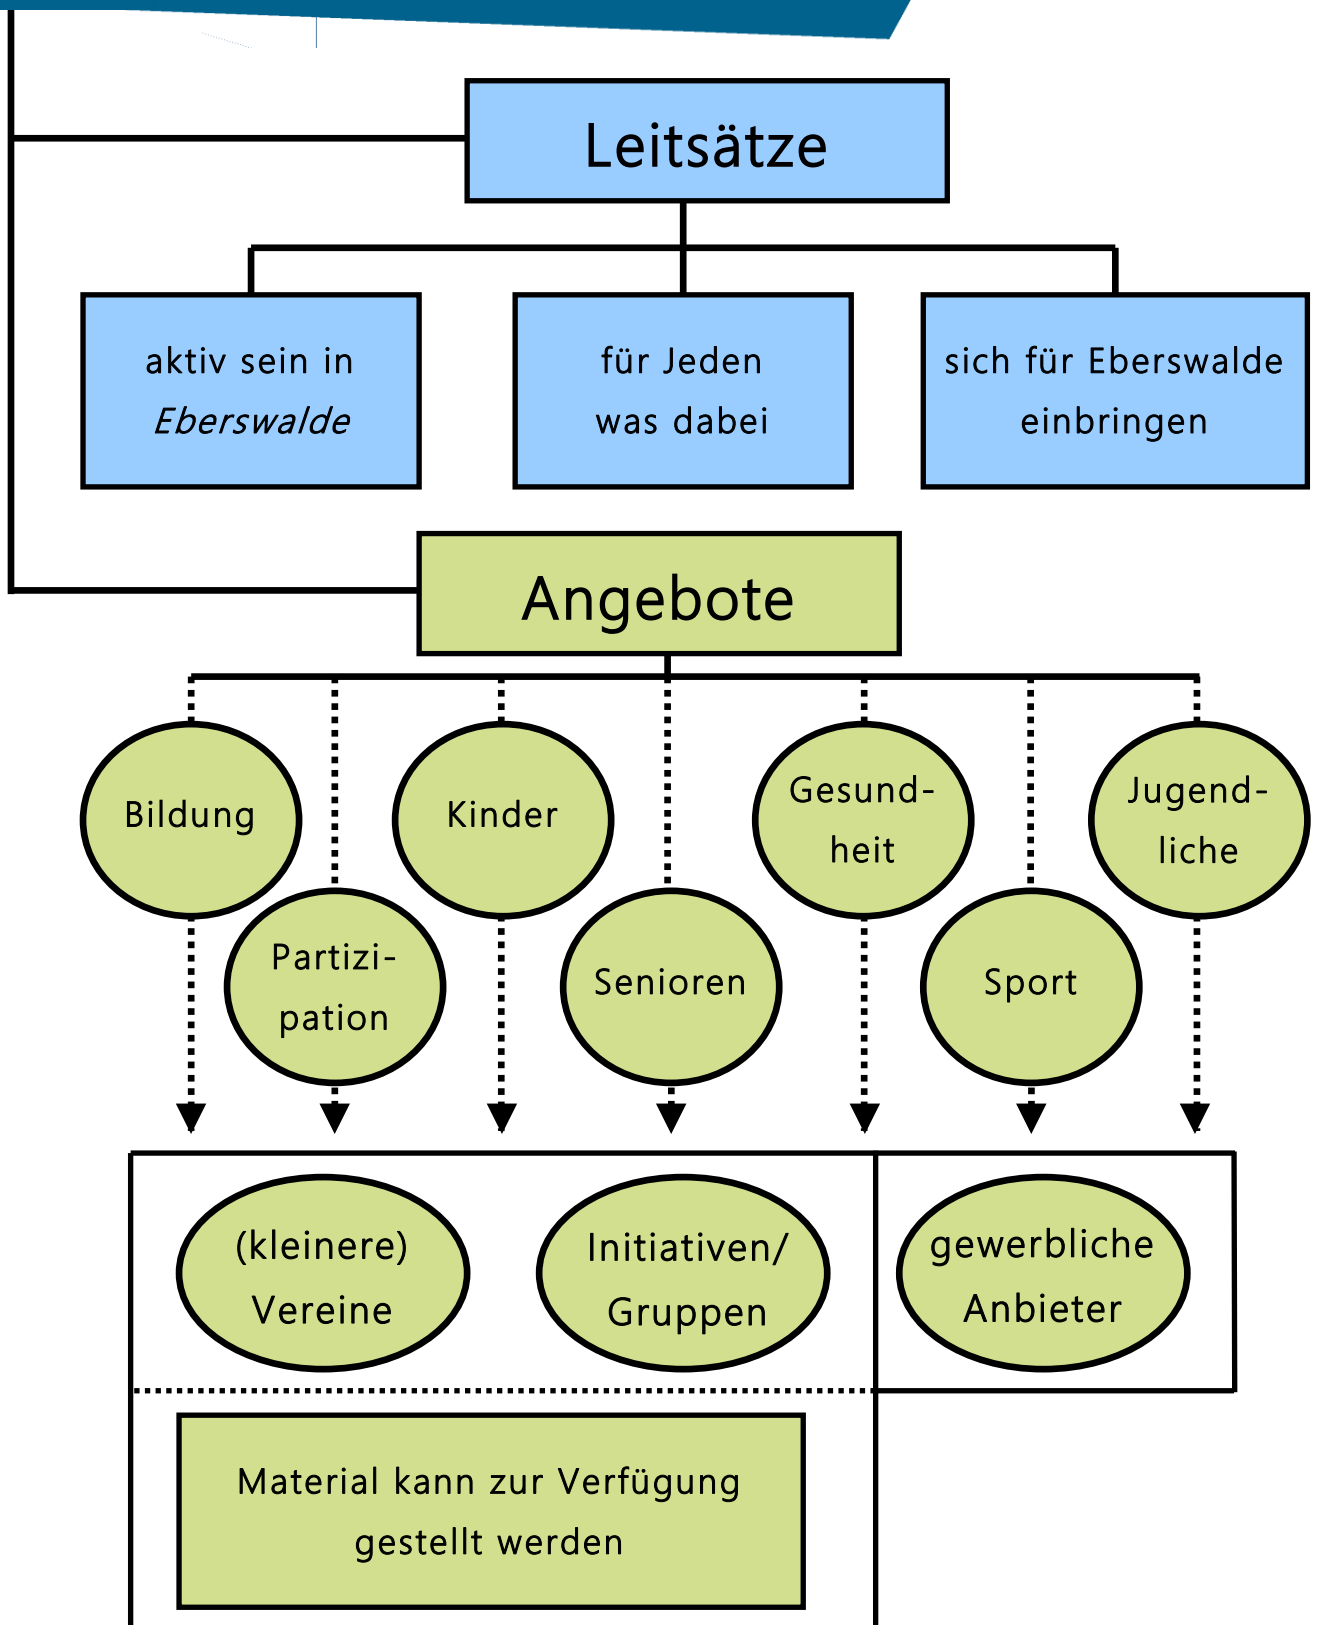 Leitsätze
aktiv sein in
Eberswalde
für Jeden
was dabei
sich für Eberswalde
einbringen
Angebote
Bildung
Kinder
Gesund-
heit
Jugend-
liche
Partizi-
pation
Senioren
Sport
(kleinere)
Vereine
Initiativen/
Gruppen
gewerbliche
Anbieter
Material kann zur Verfügung
gestellt werden